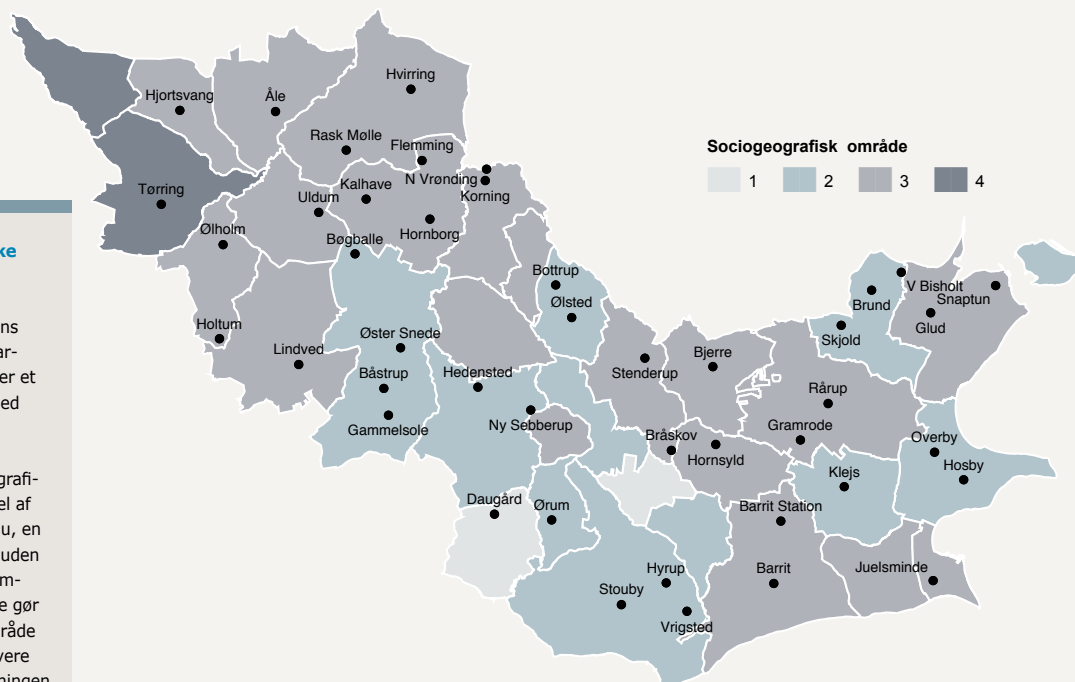 ke
ns
ar-
er et
ed
grafi-
el af
u, en
uden
m-
e gør
råde
vere
ningen
Sociogeografisk område
1 2 3 4
Hvirring
Hjortsvang
Åle
Rask Mølle
Flemming
N Vrønding
Korning
Tørring
Kalhave
Uldum
Hornborg
Ølholm
Bøgballe
Bottrup
Ølsted
V Bisholt
Snaptun
Brund
Glud
Skjold
Holtum
Øster Snede
Lindved
Stenderup
Bjerre
Båstrup
Hedensted
Rårup
Gammelsole
Ny Sebberup
Bråskov
Gramrode
Hornsyld
Overby
Hosby
Klejs
Daugård
Ørum
Barrit Station
Hyrup
Barrit
Juelsminde
Stouby
Vrigsted